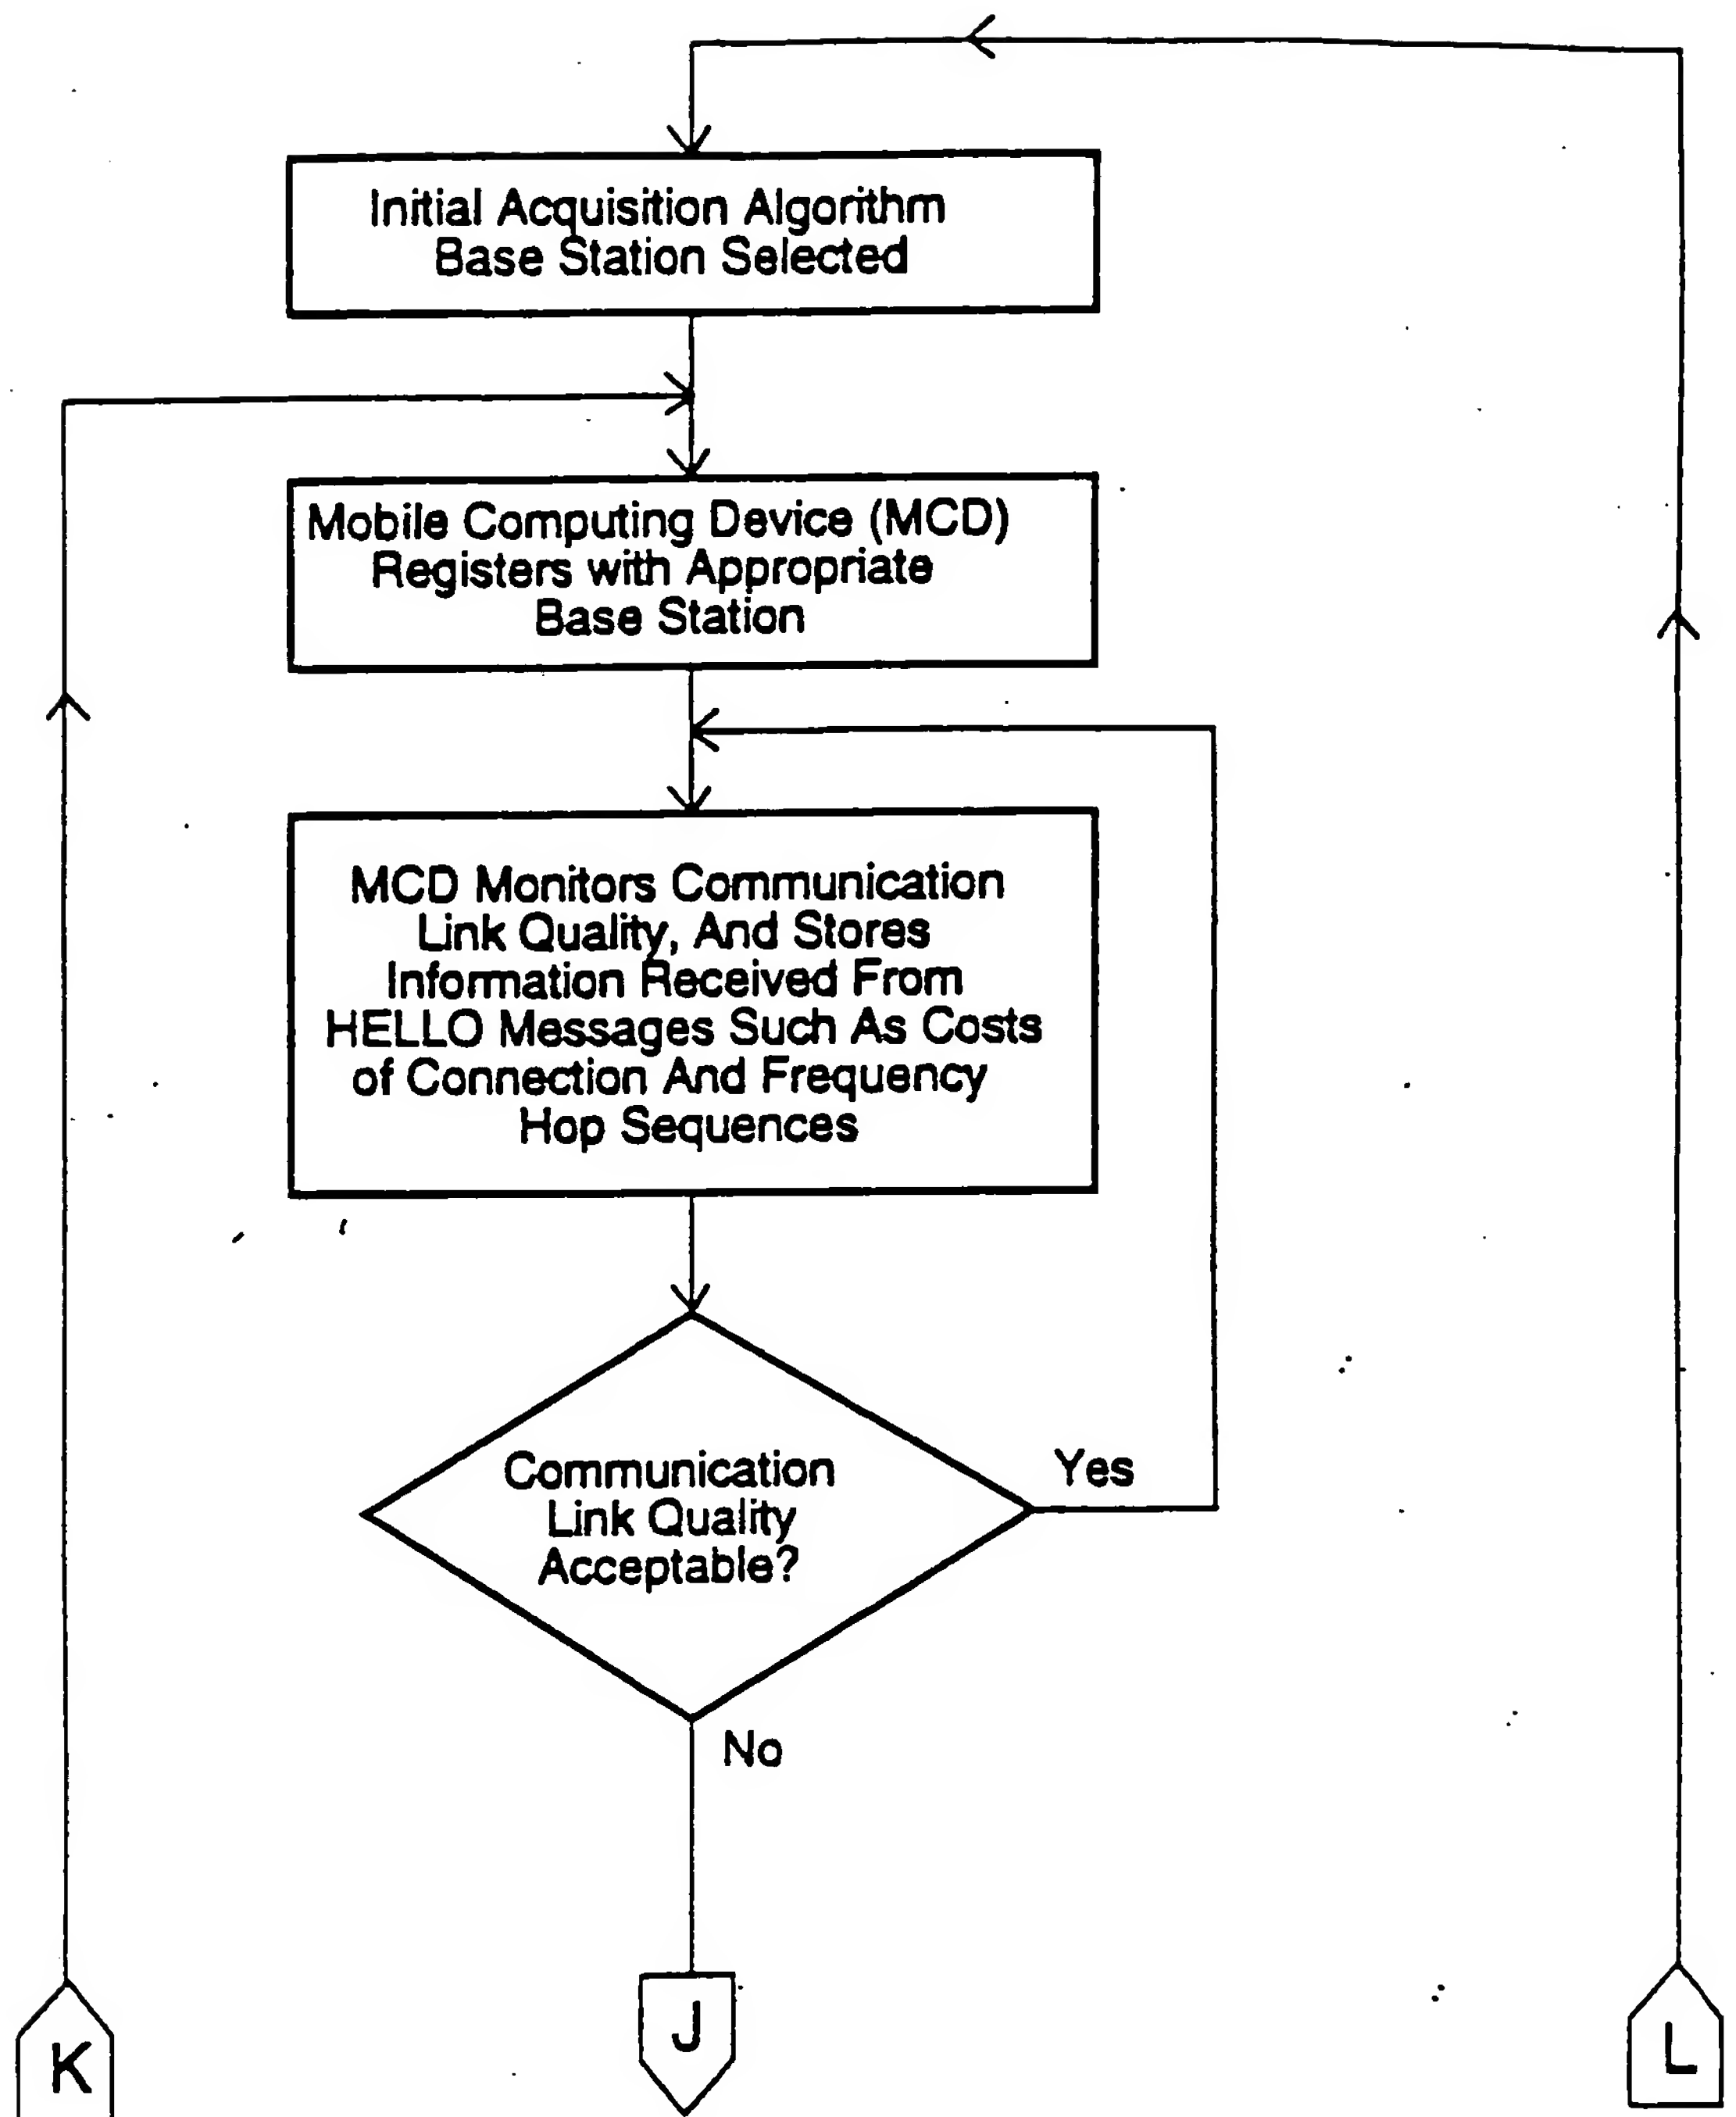 Initial Acquisition Algorithm
Base Station Selected
Mobile Computing Device (MCD)
Registers with Appropriate
Base Station
MCD Monitors Communication
Link Quality, And Stores
Information Received From
HELLO Messages Such As Costs
of Connection And Frequency
Hop Sequences
Communication
Link Quality
Acceptable?
Yes
No
K
J
L